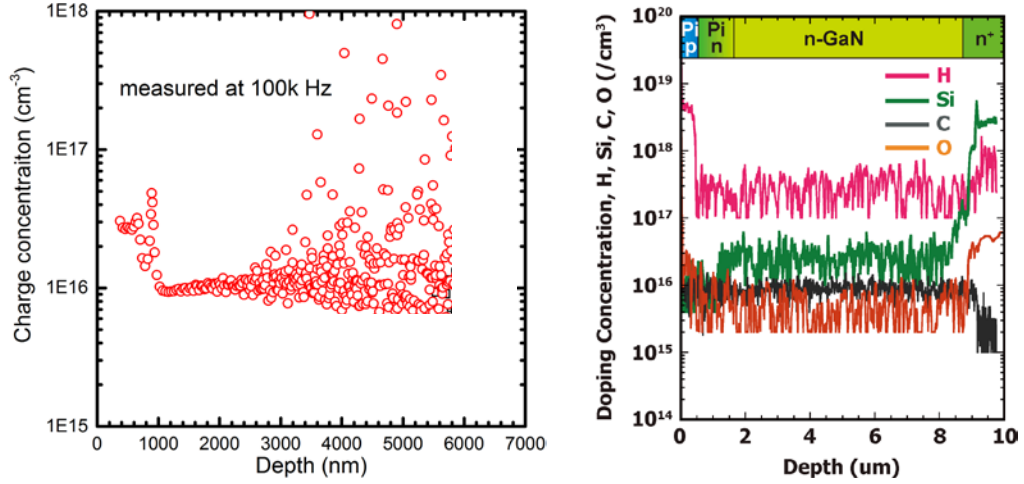 1E18
1E17
1E16
1E15
Charge concentraiton (cm⁻³)
measured at 100k Hz
0 1000 2000 3000 4000 5000 6000 7000
Depth (nm)
10²⁰
10¹⁹
10¹⁸
10¹⁷
10¹⁶
10¹⁵
10¹⁴
Doping Concentration, H, Si, C, O (/cm³)
Pi Pi n-GaN n⁺
p n
H
Si
C
O
0 2 4 6 8 10
Depth (um)